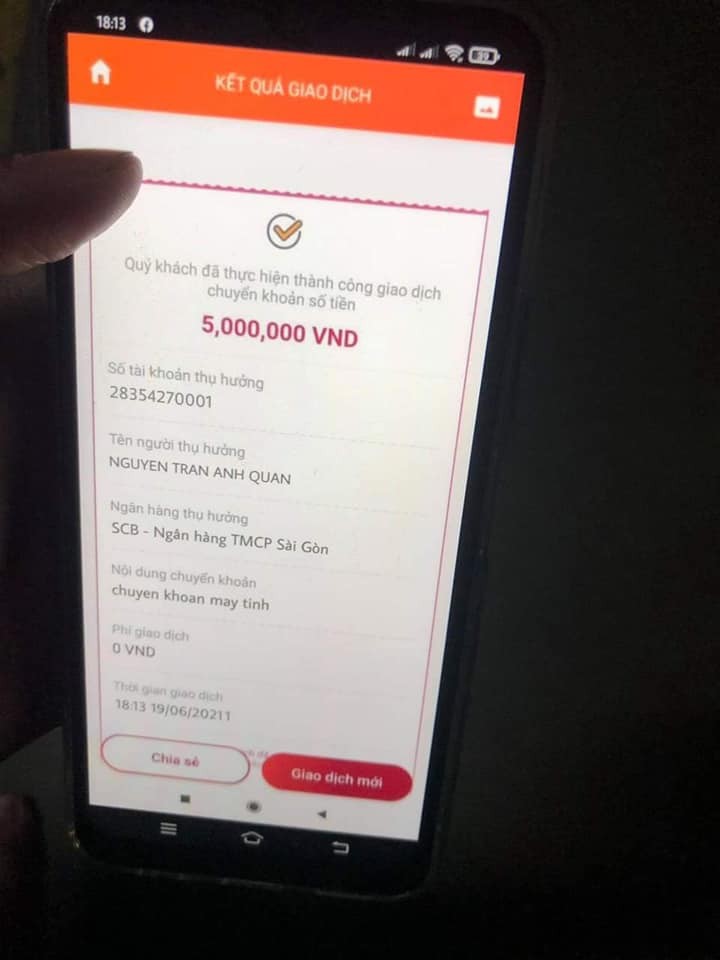 18:13
39
KẾT QUẢ GIAO DỊCH
Quý khách đã thực hiện thành công giao dịch
chuyển khoản số tiền
5,000,000 VND
Số tài khoản thụ hưởng
28354270001
Tên người thụ hưởng
NGUYEN TRAN ANH QUAN
Ngân hàng thụ hưởng
SCB - Ngân hàng TMCP Sài Gòn
Nội dung chuyển khoản
chuyen khoan may tinh
Phí giao dịch
0 VND
Thời gian giao dịch
18:13 19/06/20211
Chia sẻ
Giao dịch mới